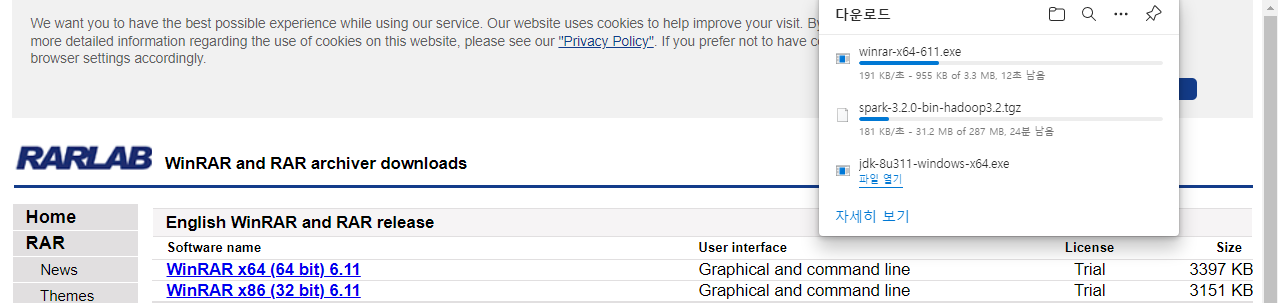 We want you to have the best possible experience while using our service. Our website uses cookies to help improve your visit. By
more detailed information regarding the use of cookies on this website, please see our "Privacy Policy". If you prefer not to have c
browser settings accordingly.
다운로드
winrar-x64-611.exe
191 KB/초 - 955 KB of 3.3 MB, 12초 남음
spark-3.2.0-bin-hadoop3.2.tgz
181 KB/초 - 31.2 MB of 287 MB, 24분 남음
jdk-8u311-windows-x64.exe
파일 열기
자세히 보기
RARLAB WinRAR and RAR archiver downloads
Home
RAR
News
Themes
English WinRAR and RAR release
Software name User interface License Size
WinRAR x64 (64 bit) 6.11 Graphical and command line Trial 3397 KB
WinRAR x86 (32 bit) 6.11 Graphical and command line Trial 3151 KB